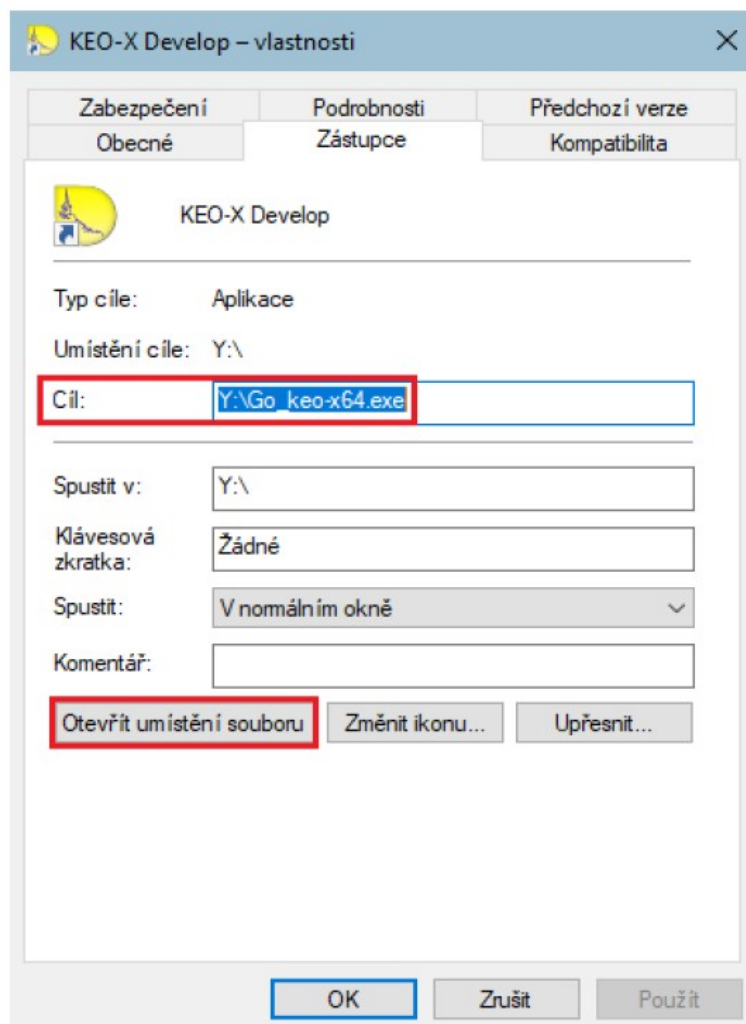 KEO-X Develop – vlastnosti
Zabezpečení Podrobnosti Předchozí verze
Obecné Zástupce Kompatibilita
KEO-X Develop
Typ cíle: Aplikace
Umístění cíle: Y:\
Cíl: Y:\Go_keo-x64.exe
Spustit v: Y:\
Klávesová
zkratka: Žádné
Spustit: V normálním okně
Komentář:
Otevřít umístění souboru Změnit ikonu... Upřesnit...
OK Zrušit Použít